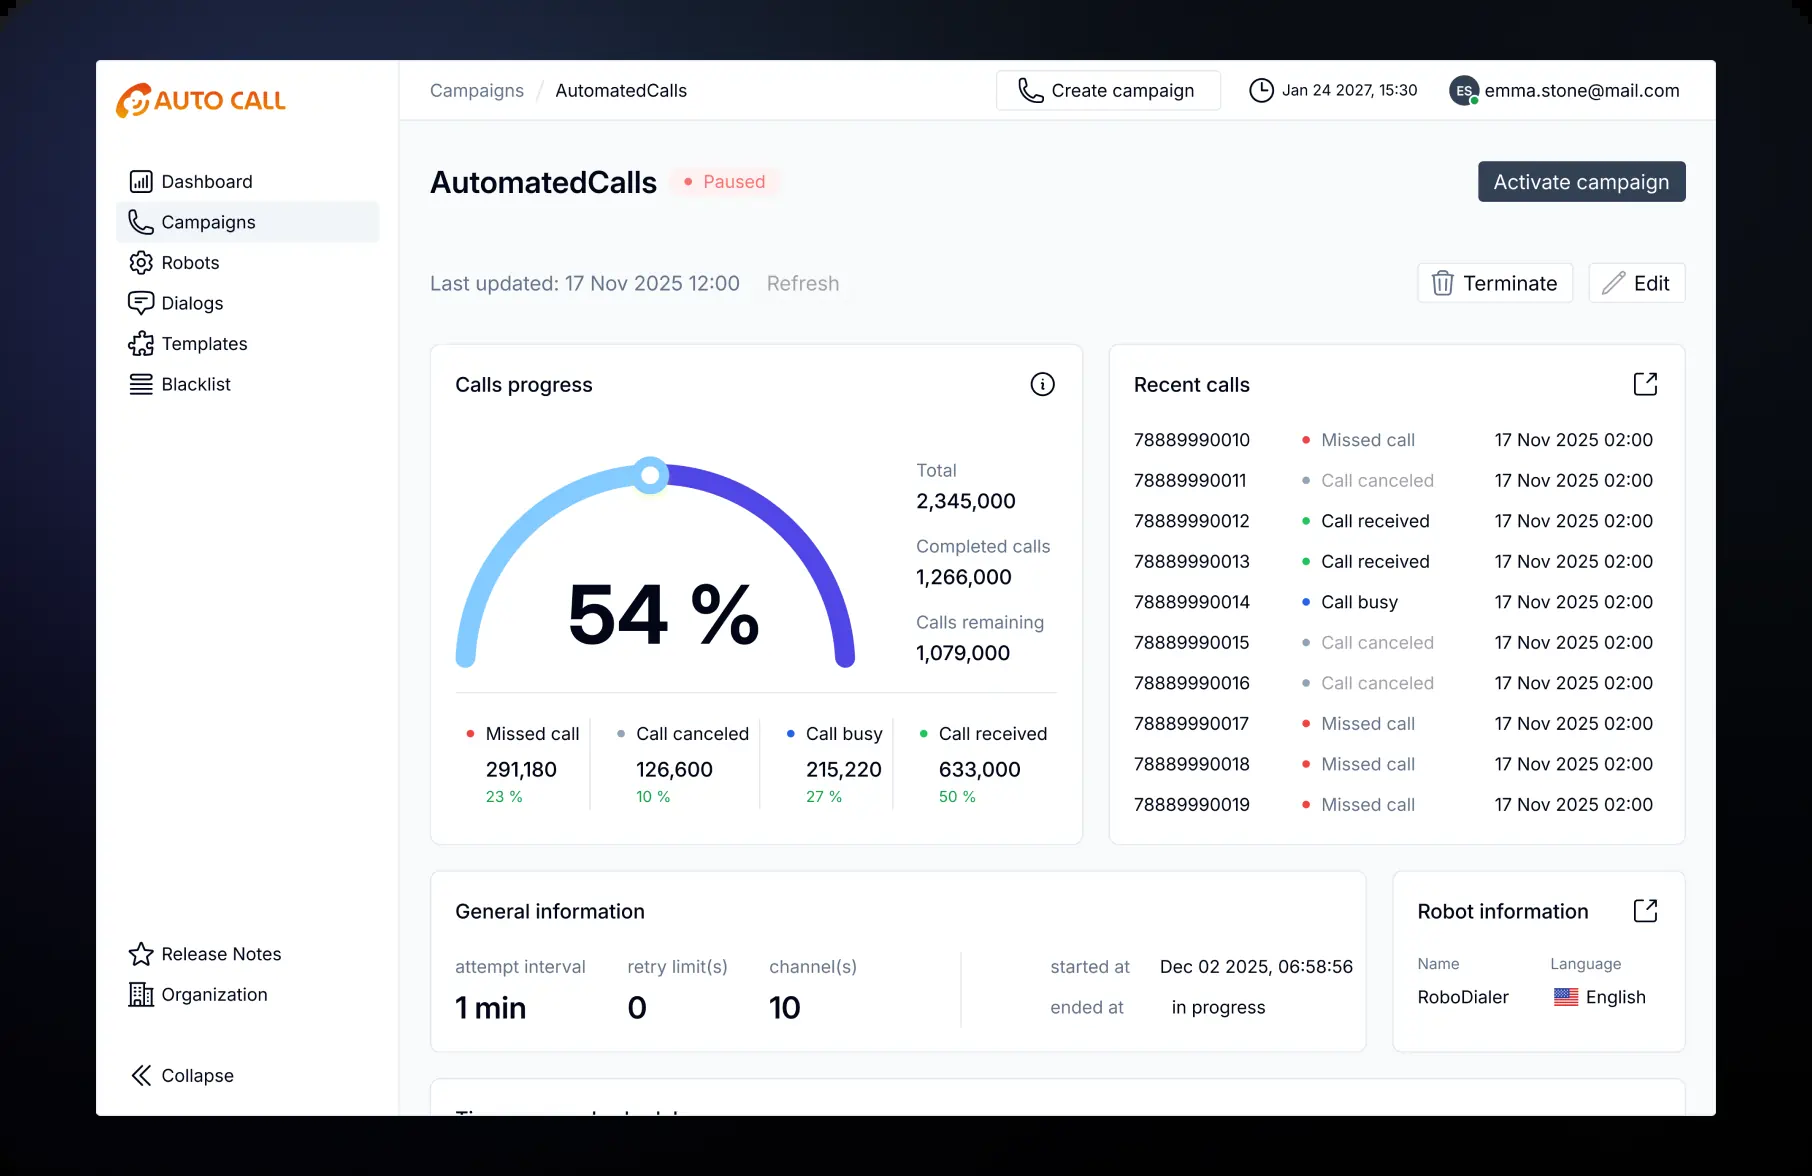 AUTO CALL
Campaigns / AutomatedCalls
Create campaign
Jan 24 2027, 15:30
ES
emma.stone@mail.com
Dashboard
Campaigns
Robots
Dialogs
Templates
Blacklist
Release Notes
Organization
Collapse
AutomatedCalls
Paused
Activate campaign
Last updated: 17 Nov 2025 12:00
Refresh
Terminate
Edit
Calls progress
54 %
Total
2,345,000
Completed calls
1,266,000
Calls remaining
1,079,000
Missed call
291,180
23 %
Call canceled
126,600
10 %
Call busy
215,220
27 %
Call received
633,000
50 %
Recent calls
78889990010 Missed call 17 Nov 2025 02:00
78889990011 Call canceled 17 Nov 2025 02:00
78889990012 Call received 17 Nov 2025 02:00
78889990013 Call received 17 Nov 2025 02:00
78889990014 Call busy 17 Nov 2025 02:00
78889990015 Call canceled 17 Nov 2025 02:00
78889990016 Call canceled 17 Nov 2025 02:00
78889990017 Missed call 17 Nov 2025 02:00
78889990018 Missed call 17 Nov 2025 02:00
78889990019 Missed call 17 Nov 2025 02:00
General information
attempt interval
1 min
retry limit(s)
0
channel(s)
10
started at Dec 02 2025, 06:58:56
ended at in progress
Robot information
Name
RoboDialer
Language
English